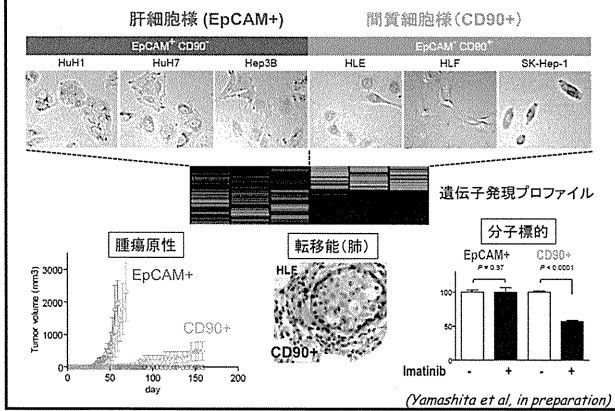 肝細胞様 (EpCAM+)
間質細胞様(CD90+)
EpCAM⁺ CD90⁻
EpCAM⁻ CD90⁺
HuH1
HuH7
Hep3B
HLE
HLF
SK-Hep-1
遺伝子発現プロファイル
腫瘍原性
転移能(肺)
分子標的
Tumor volume (mm3)
3000
2000
1000
0
0
50
100
150
200
day
EpCAM+
CD90+
HLE
CD90+
EpCAM+
CD90+
P = 0.97
P < 0.0001
100
50
0
Imatinib - + - +
(Yamashita et al, in preparation)